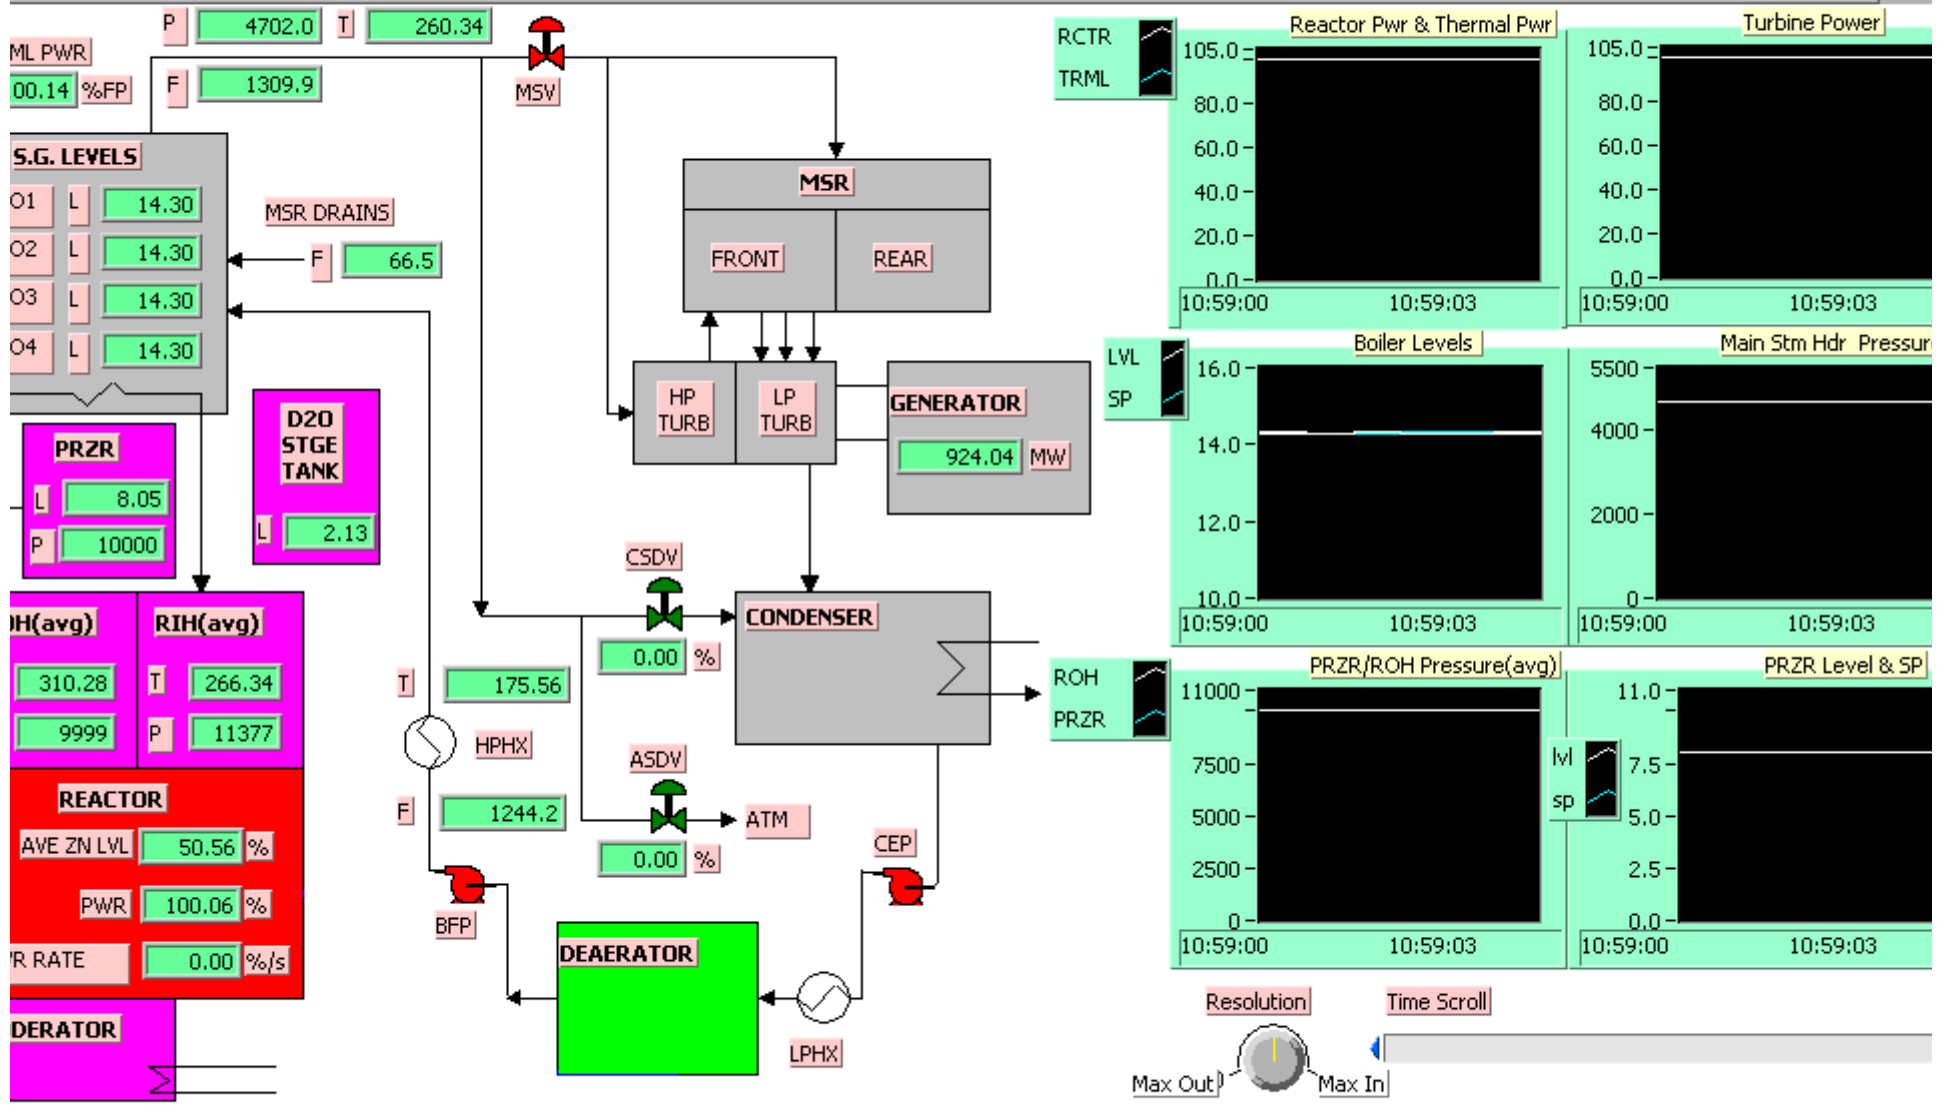 P 4702.0 T 260.34
ML PWR
00.14 %FP F 1309.9
MSV
S.G. LEVELS
O1 L 14.30
O2 L 14.30
O3 L 14.30
O4 L 14.30
MSR DRAINS
F 66.5
MSR
FRONT REAR
HP TURB
LP TURB
GENERATOR
924.04 MW
PRZR
L 8.05
P 10000
D2O
STGE
TANK
L 2.13
H(avg)
310.28
9999
RIH(avg)
T 266.34
P 11377
REACTOR
AVE ZN LVL 50.56 %
PWR 100.06 %
R RATE 0.00 %/s
DERATOR
T 175.56
HPHX
F 1244.2
BFP
CSDV
0.00 %
ASDV
0.00 %
ATM
CONDENSER
CEP
DEAERATOR
LPHX
RCTR
TRML
Reactor Pwr & Thermal Pwr
105.0
80.0
60.0
40.0
20.0
0.0
10:59:00 10:59:03
Turbine Power
105.0
80.0
60.0
40.0
20.0
0.0
10:59:00 10:59:03
LVL
SP
Boiler Levels
16.0
14.0
12.0
10.0
10:59:00 10:59:03
Main Stm Hdr Pressur
5500
4000
2000
0
10:59:00 10:59:03
ROH
PRZR
PRZR/ROH Pressure(avg)
11000
7500
5000
2500
0
10:59:00 10:59:03
PRZR Level & SP
lvl
sp
11.0
7.5
5.0
2.5
0.0
10:59:00 10:59:03
Resolution
Max Out Max In
Time Scroll